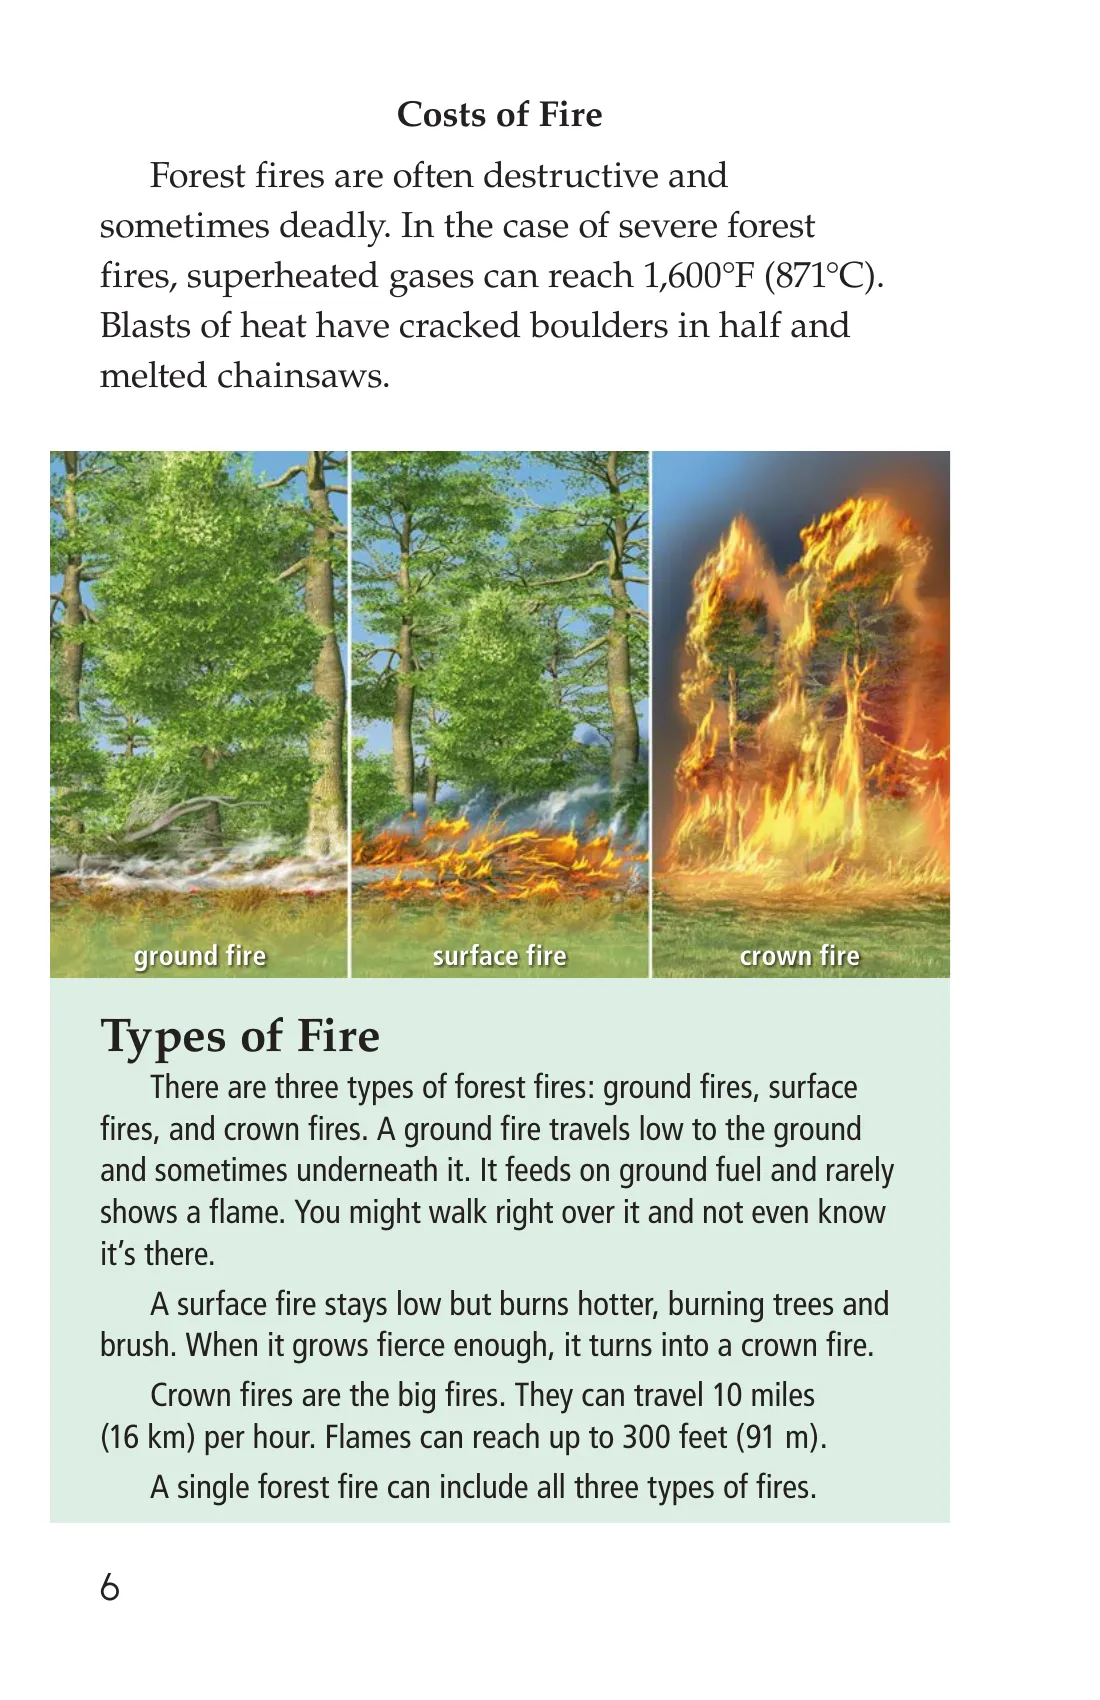 Costs of Fire
Forest fires are often destructive and
sometimes deadly. In the case of severe forest
fires, superheated gases can reach 1,600°F (871°C).
Blasts of heat have cracked boulders in half and
melted chainsaws.
ground fire
surface fire
crown fire
Types of Fire
There are three types of forest fires: ground fires, surface
fires, and crown fires. A ground fire travels low to the ground
and sometimes underneath it. It feeds on ground fuel and rarely
shows a flame. You might walk right over it and not even know
it’s there.
A surface fire stays low but burns hotter, burning trees and
brush. When it grows fierce enough, it turns into a crown fire.
Crown fires are the big fires. They can travel 10 miles
(16 km) per hour. Flames can reach up to 300 feet (91 m).
A single forest fire can include all three types of fires.
6